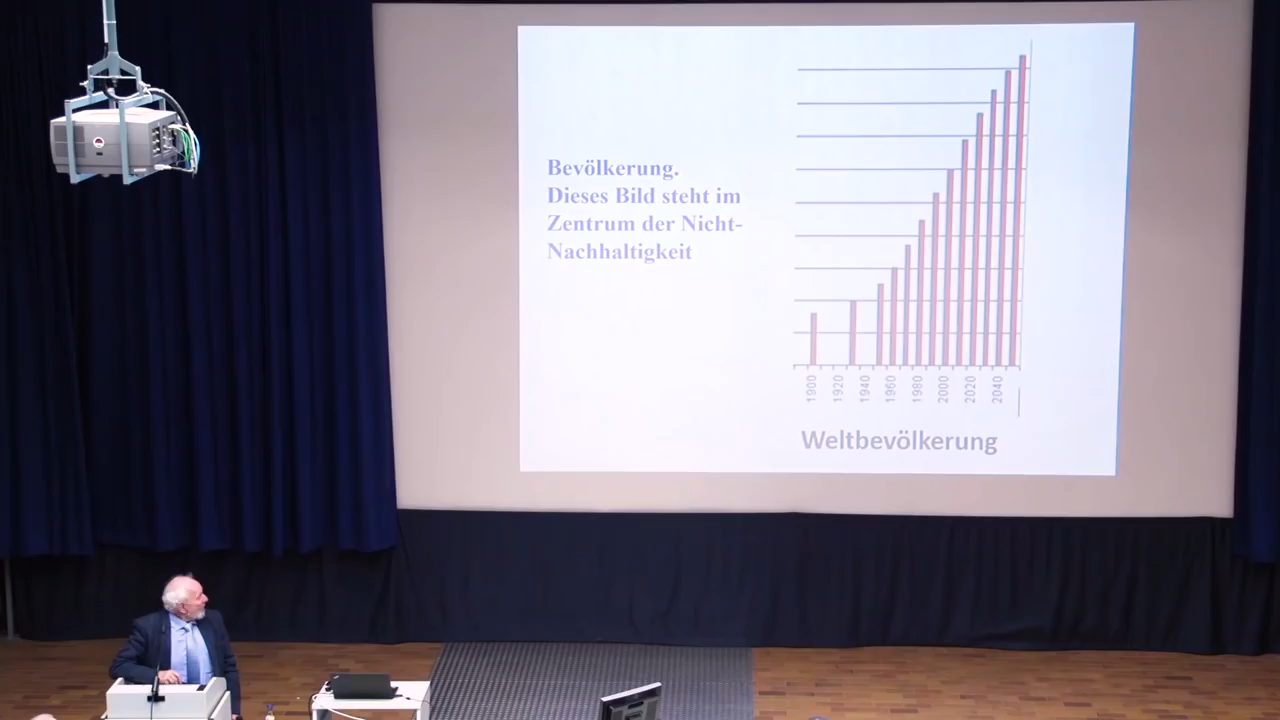 Bevölkerung.
Dieses Bild steht im
Zentrum der Nicht-
Nachhaltigkeit
1900
1920
1940
1960
1980
2000
2020
2040
Weltbevölkerung